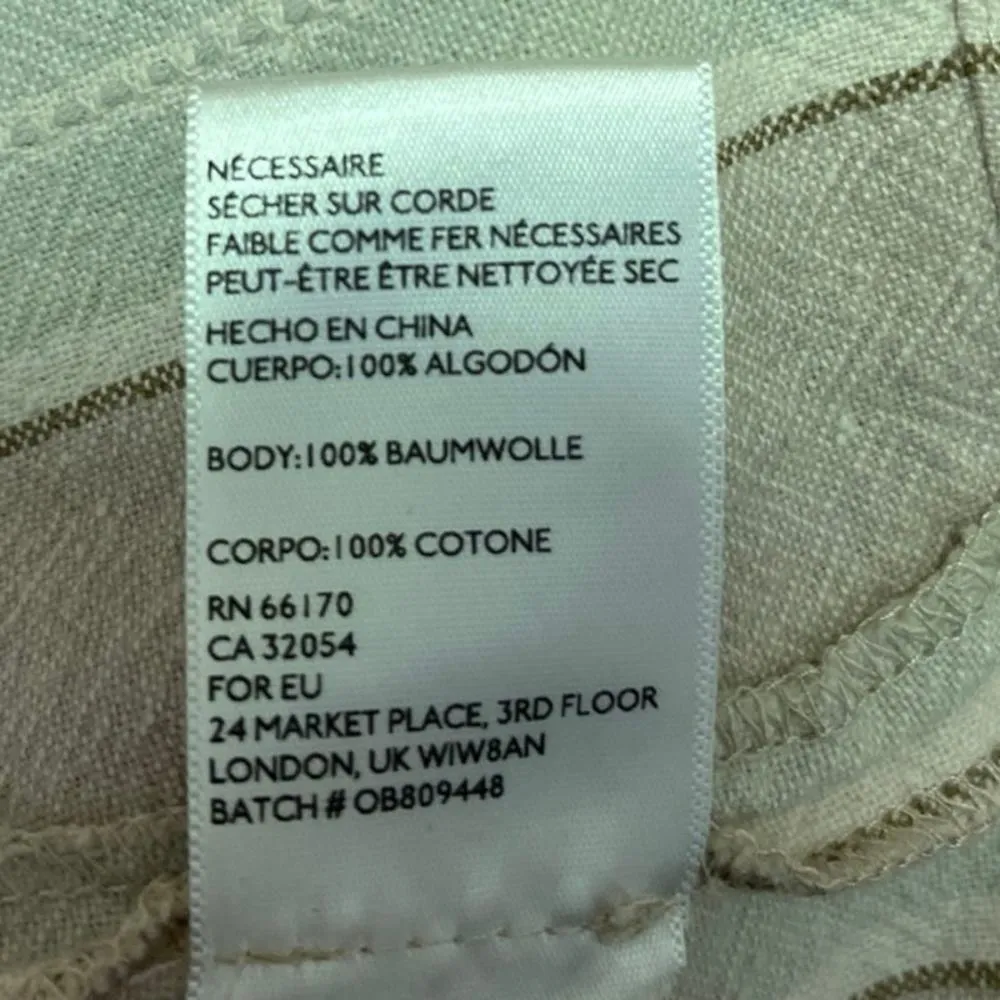 NÉCESSAIRE
SÉCHER SUR CORDE
FAIBLE COMME FER NÉCESSAIRES
PEUT-ÊTRE ÊTRE NETTOYÉE SEC
HECHO EN CHINA
CUERPO:100% ALGODÓN
BODY:100% BAUMWOLLE
CORPO:100% COTONE
RN 66170
CA 32054
FOR EU
24 MARKET PLACE, 3RD FLOOR
LONDON, UK WIW8AN
BATCH # OB809448